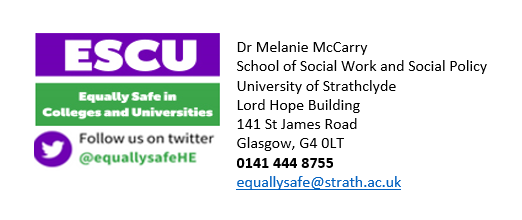 ESCU
Equally Safe in
Colleges and Universities
Follow us on twitter
@equallysafeHE
Dr Melanie McCarry
School of Social Work and Social Policy
University of Strathclyde
Lord Hope Building
141 St James Road
Glasgow, G4 0LT
0141 444 8755
equallysafe@strath.ac.uk